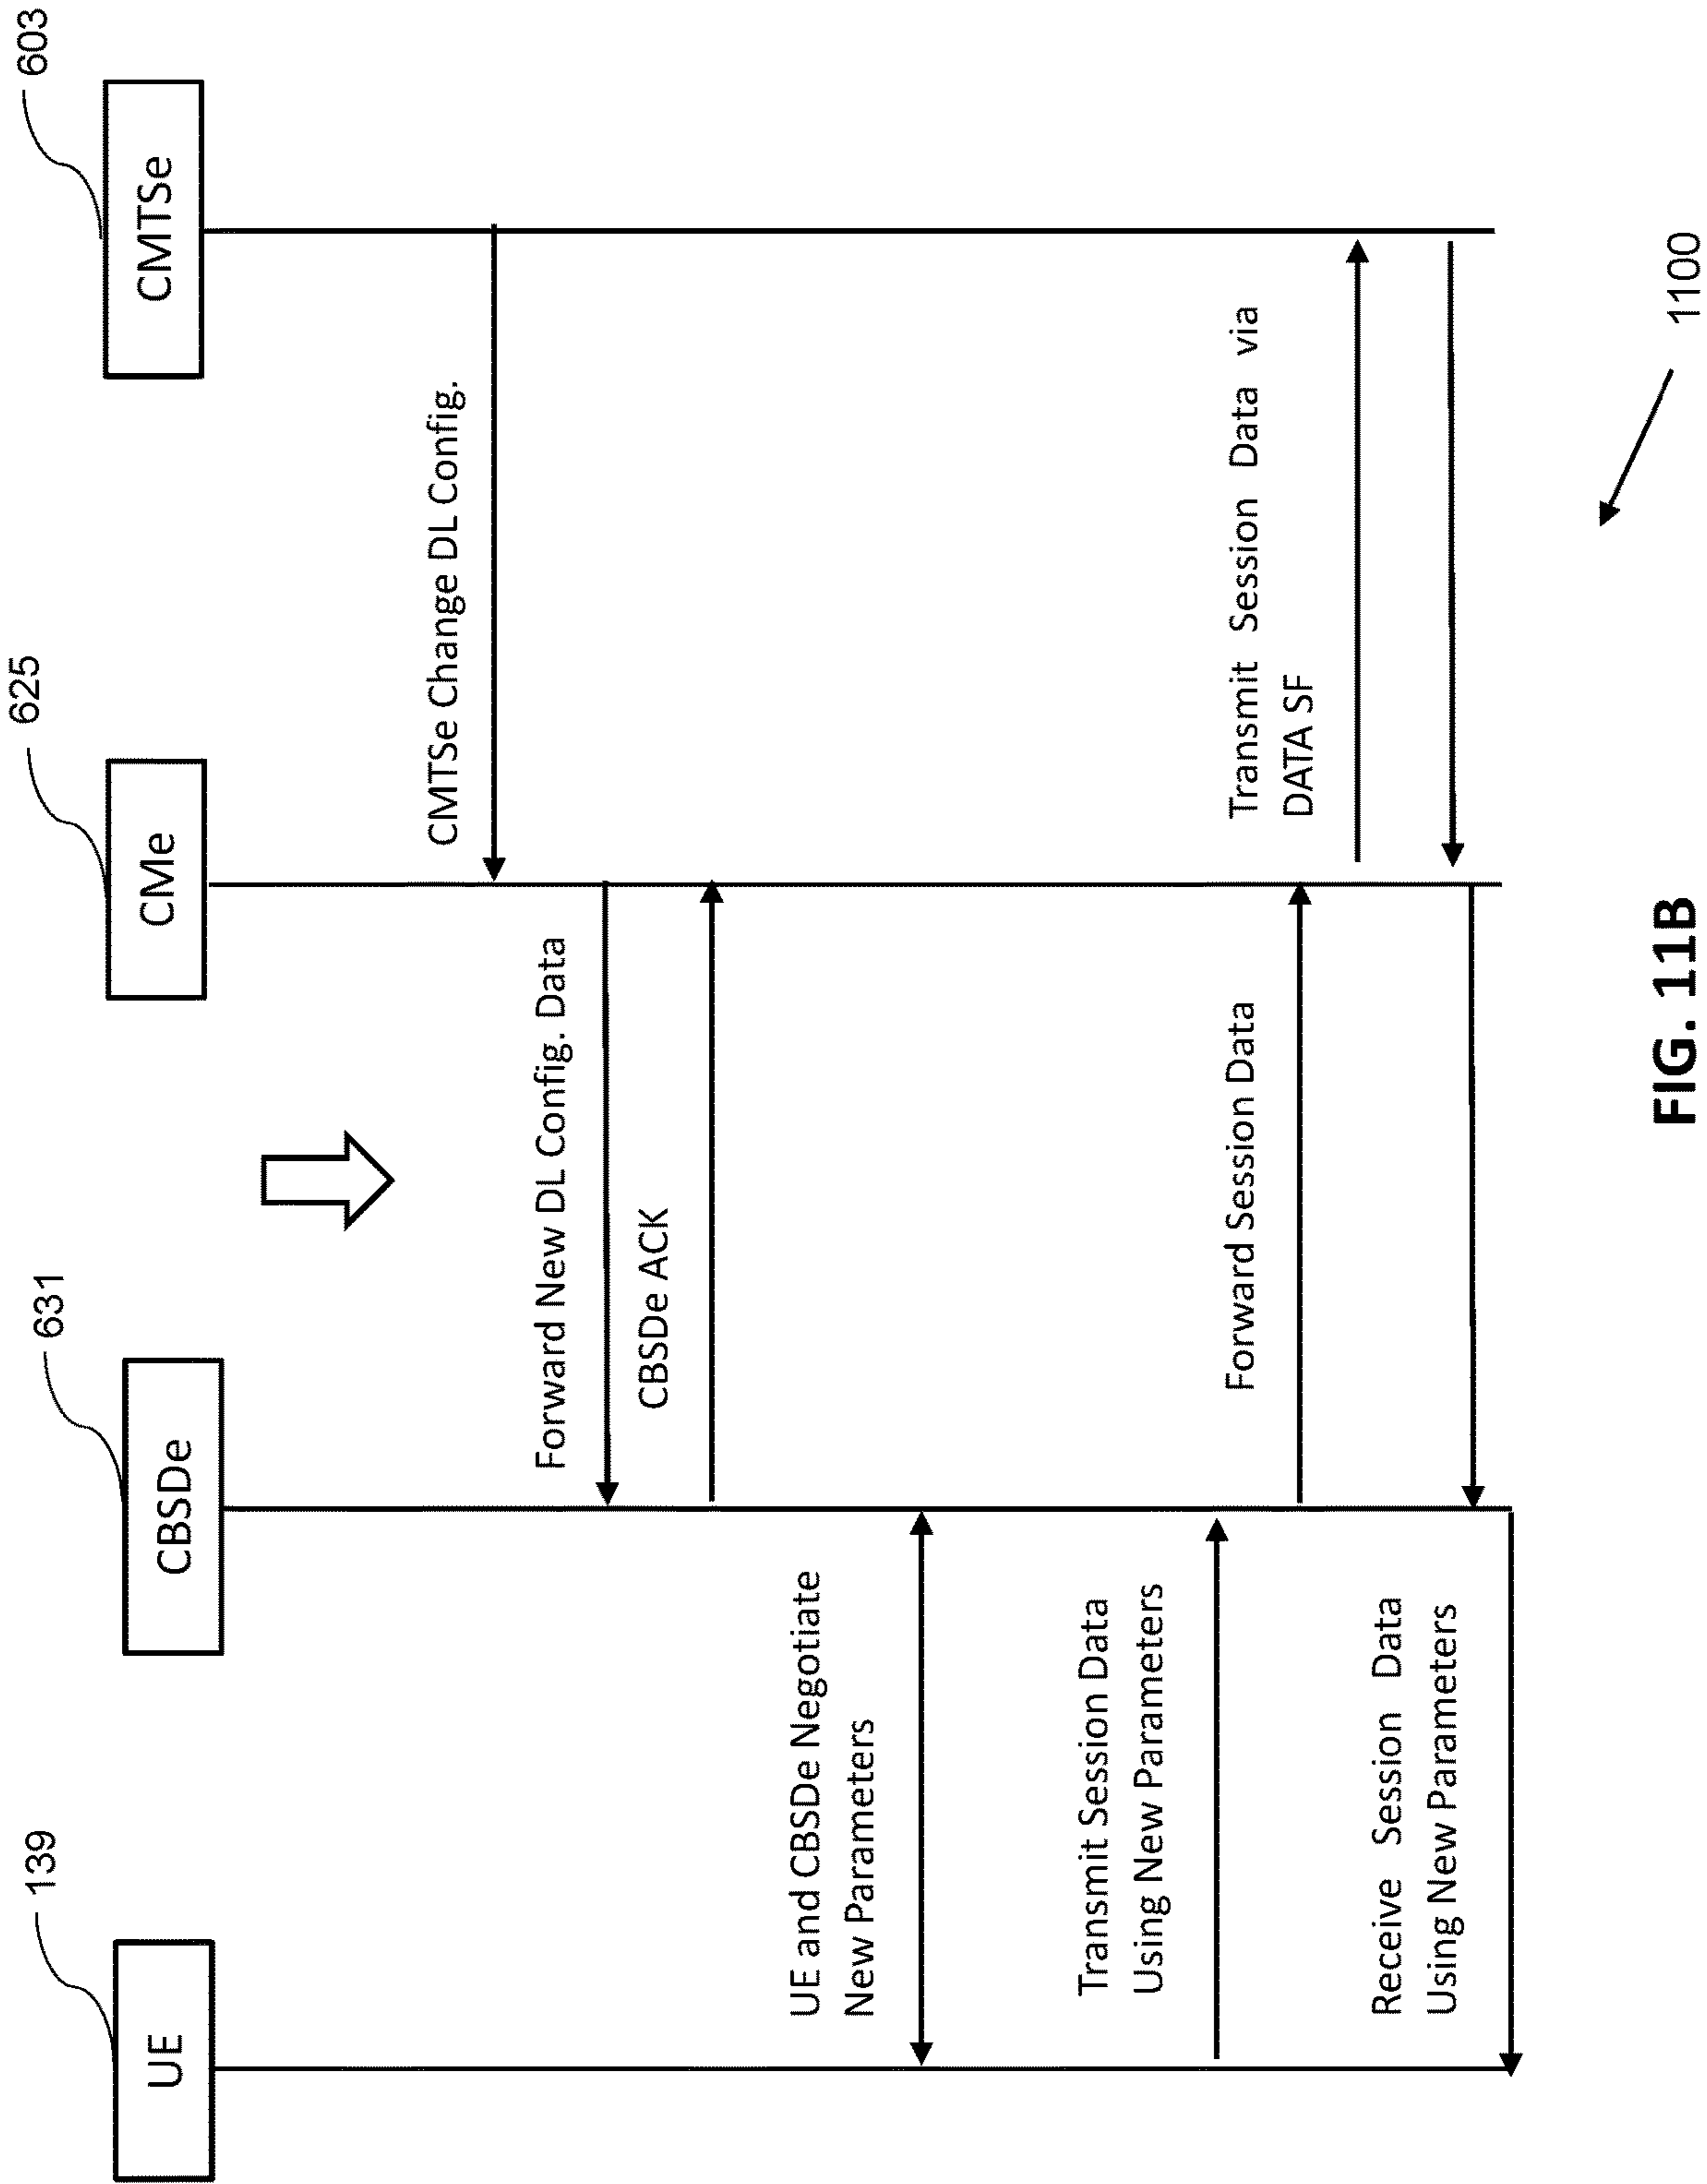 139
631
625
603
UE
CBSDe
CMe
CMTSe
CMTSe Change DL Config.
Forward New DL Config. Data
CBSDe ACK
UE and CBSDe Negotiate
New Parameters
Transmit Session Data
Using New Parameters
Forward Session Data
Transmit Session Data via
DATA SF
Receive Session Data
Using New Parameters
1100
FIG. 11B